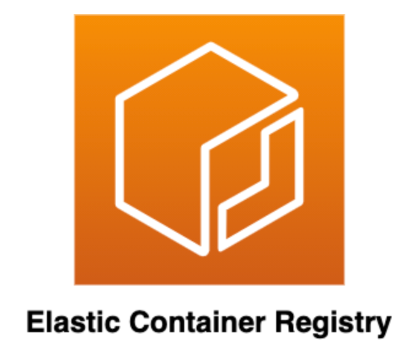 Elastic Container Registry